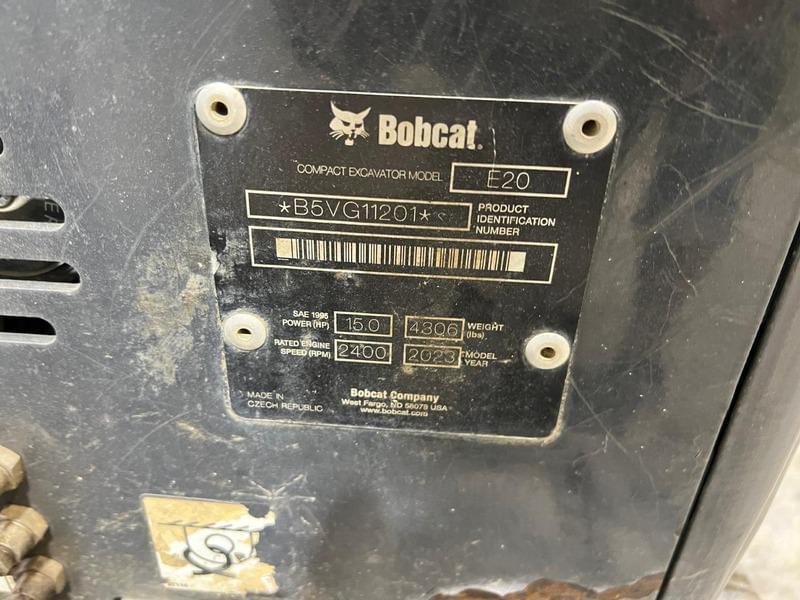 Bobcat®
COMPACT EXCAVATOR MODEL E20
*B5VG11201* PRODUCT IDENTIFICATION NUMBER
SAE 1995 POWER (HP) 15.0 4306 WEIGHT (lbs)
RATED ENGINE SPEED (RPM) 2400 2023 MODEL YEAR
MADE IN CZECH REPUBLIC
Bobcat Company
West Fargo, ND 58078 USA
www.bobcat.com